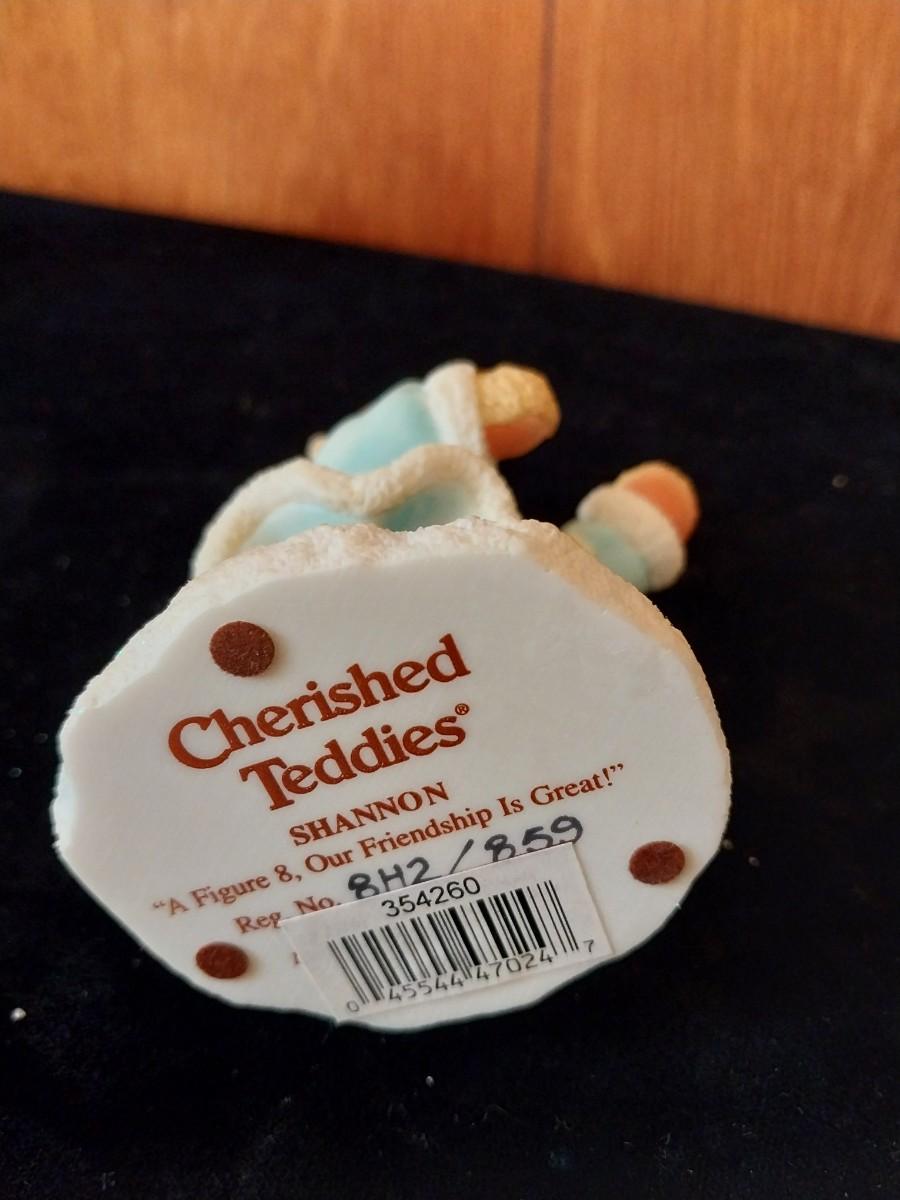 Cherished
Teddies®
SHANNON
“A Figure 8, Our Friendship Is Great!”
Reg. No. 8H2/859
354260
0 45544 47024 7